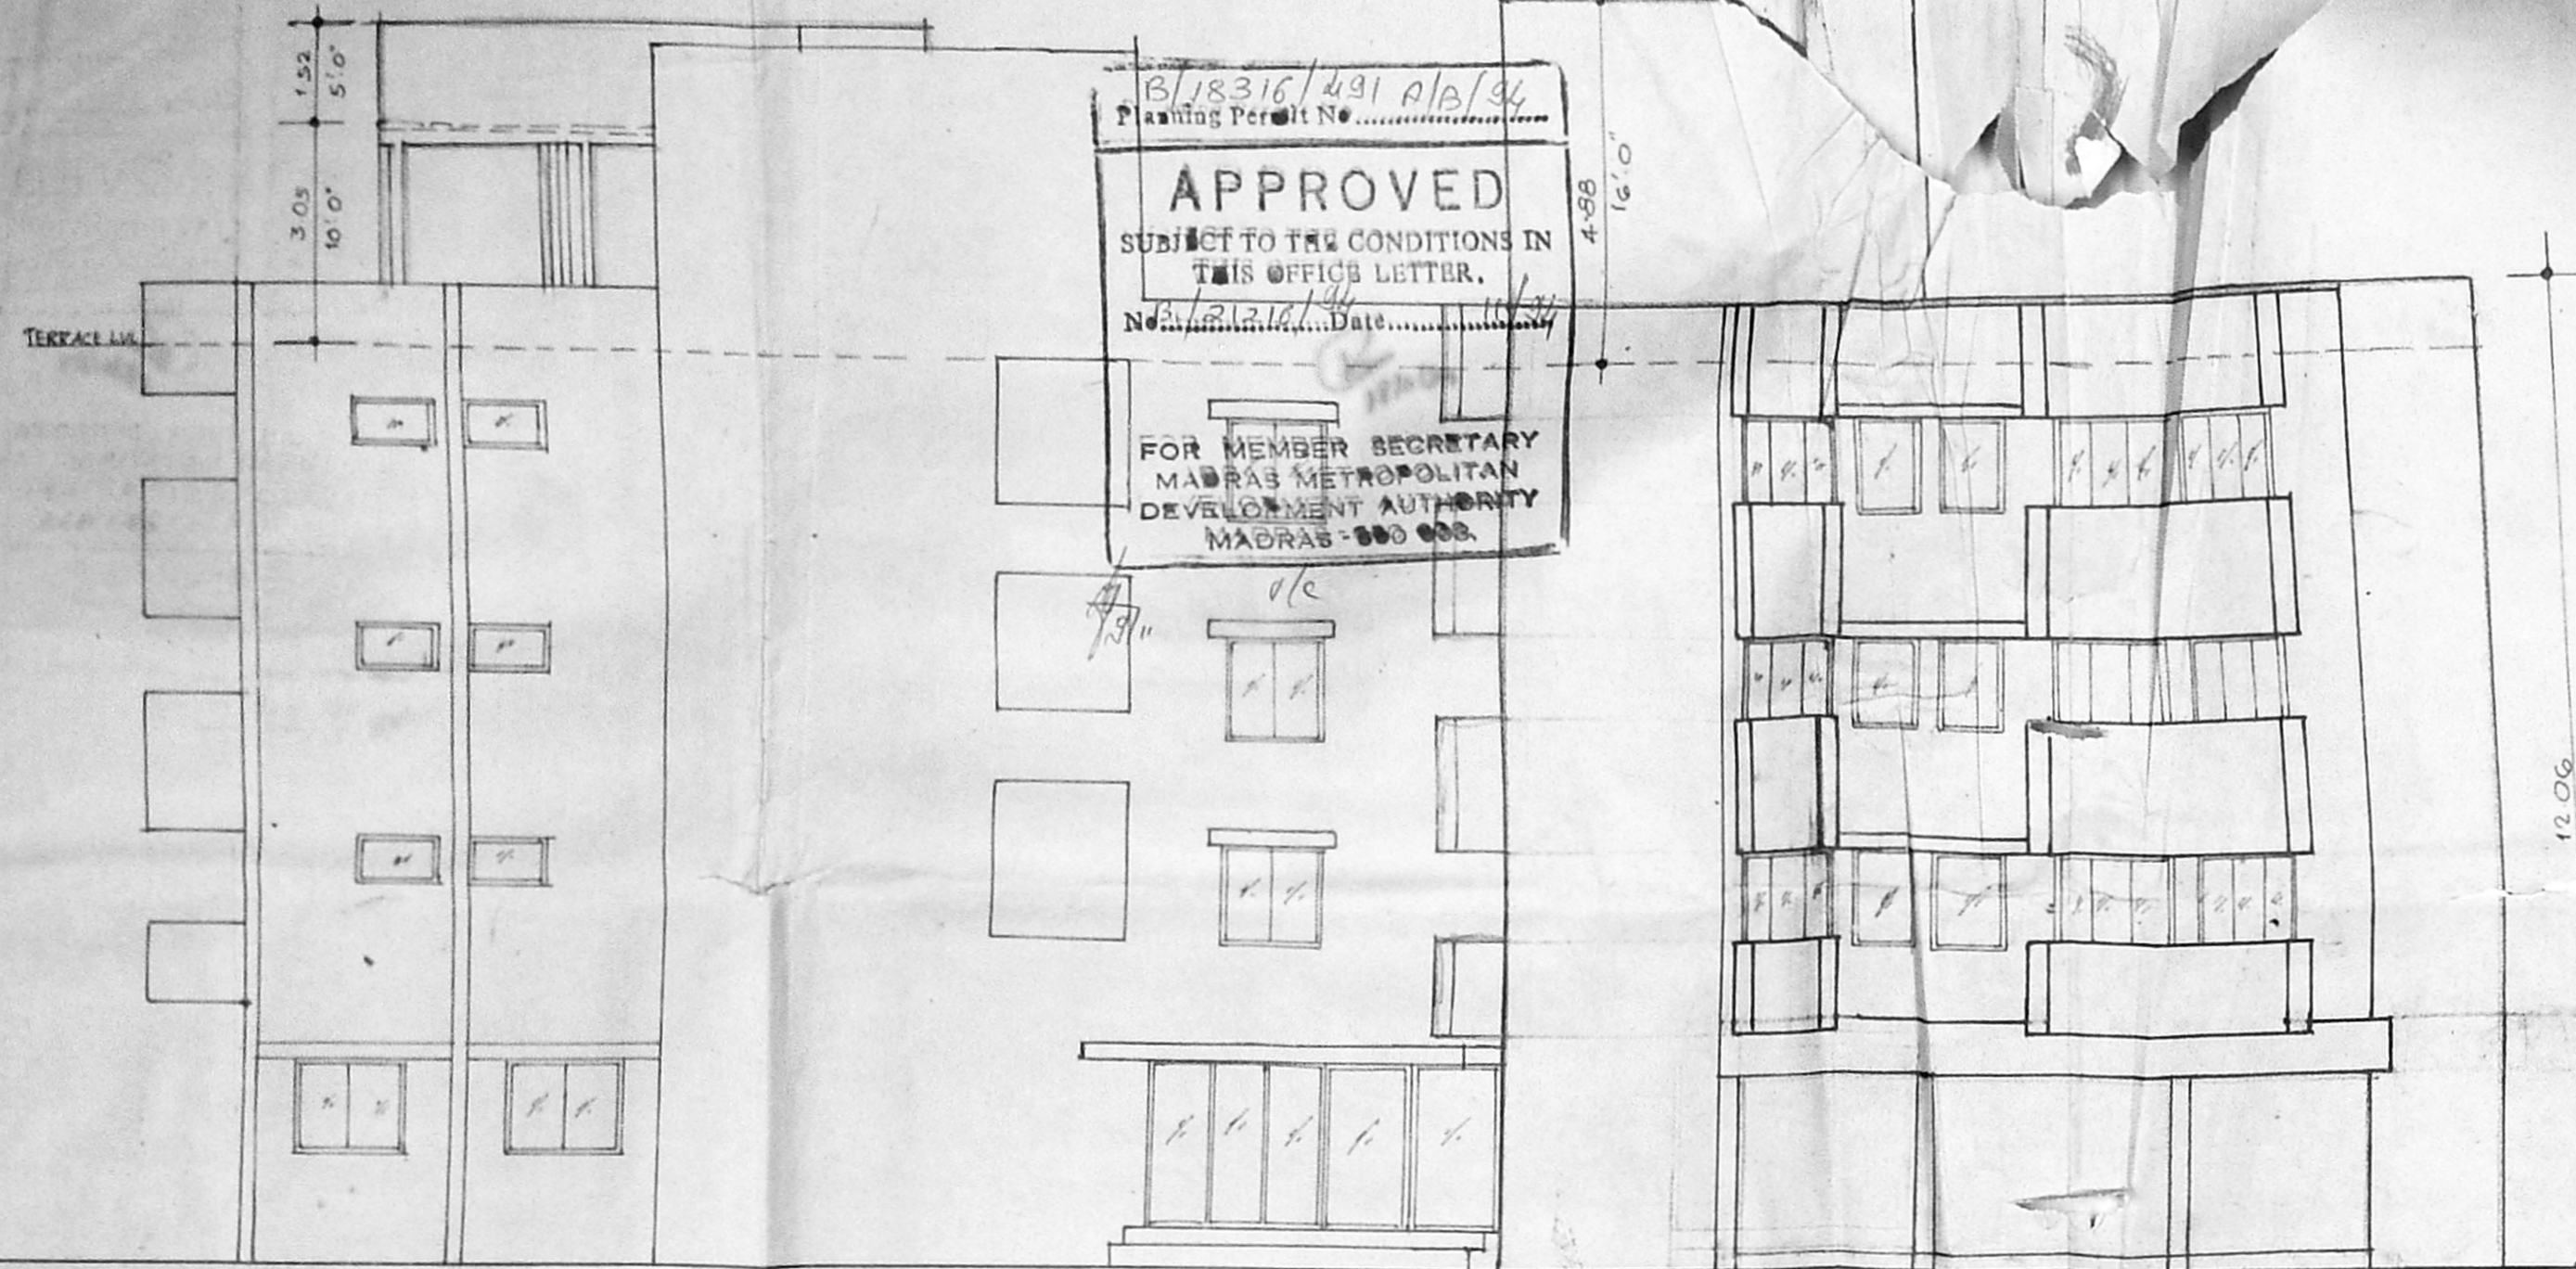 1.52
5'.0"
3.05
10'.0"
TERRACE LVL
B/18316/491 A/B/94
Planning Permit No
APPROVED
SUBJECT TO THE CONDITIONS IN
THIS OFFICE LETTER.
No Date
FOR MEMBER SECRETARY
MADRAS METROPOLITAN
DEVELOPMENT AUTHORITY
MADRAS
4.88
16'.0"
12.06